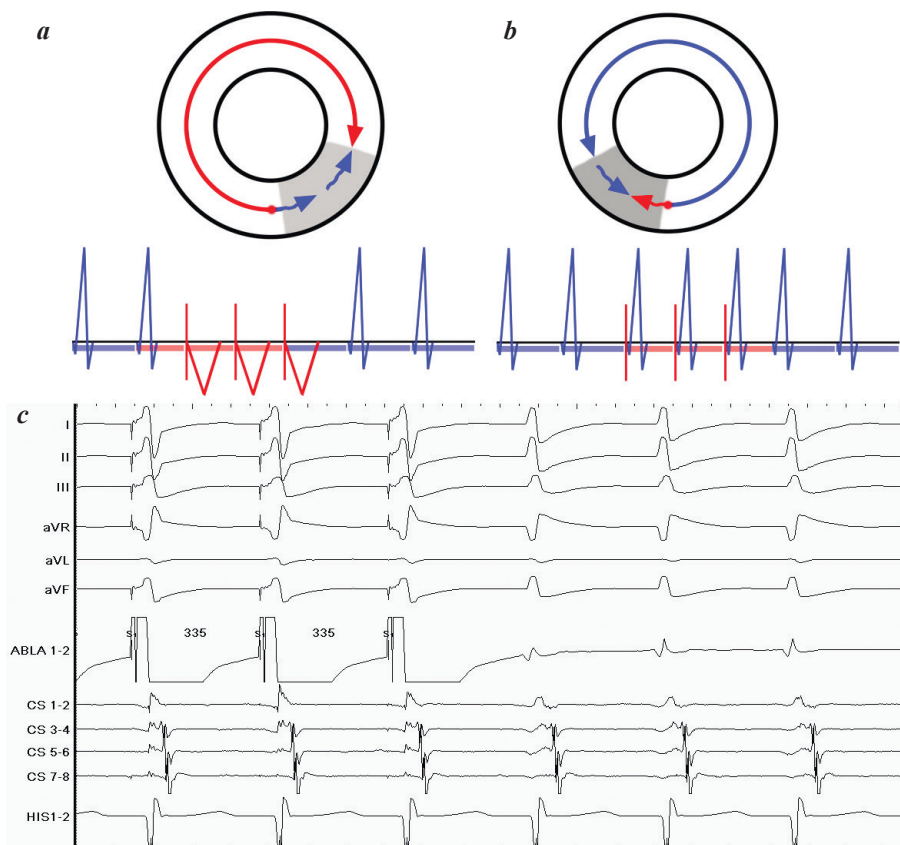 a
b
c
I
II
III
aVR
aVL
aVF
S 335 S 335 S
ABLA 1-2
CS 1-2
CS 3-4
CS 5-6
CS 7-8
HIS1-2